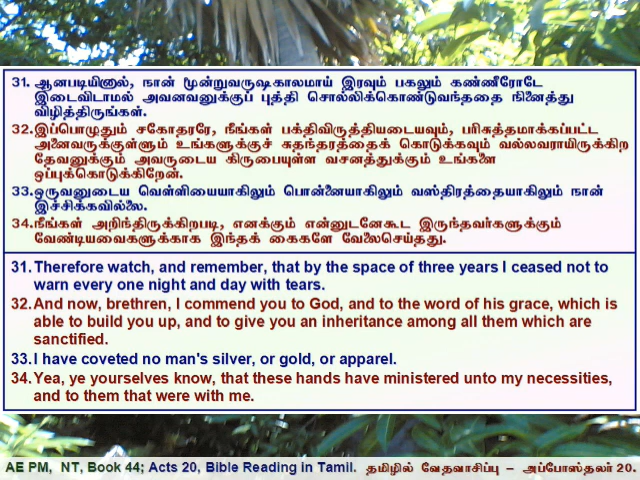 31. ஆனபடியினால், நான் மூன்றுவருஷகாலமாய் இரவும் பகலும் கண்ணீரோடே
இடைவிடாமல் அவனவனுக்குப் புத்தி சொல்லிக்கொண்டுவந்ததை நினைத்து
விழித்திருங்கள்.
32. இப்பொழுதும் சகோதரரே, நீங்கள் பக்திவிருத்தியடையவும், பரிசுத்தமாக்கப்பட்ட
அனைவருக்குள்ளும் உங்களுக்குச் சுதந்தரத்தைக் கொடுக்கவும் வல்லவராயிருக்கிற
தேவனுக்கும் அவருடைய கிருபையுள்ள வசனத்துக்கும் உங்களை
ஒப்புக்கொடுக்கிறேன்.
33. ஒருவனுடைய வெள்ளியையாகிலும் பொன்னையாகிலும் வஸ்திரத்தையாகிலும் நான்
இச்சிக்கவில்லை.
34. நீங்கள் அறிந்திருக்கிறபடி, எனக்கும் என்னுடனேகூட இருந்தவர்களுக்கும்
வேண்டியவைகளுக்காக இந்தக் கைகளே வேலைசெய்தது.
31. Therefore watch, and remember, that by the space of three years I ceased not to
warn every one night and day with tears.
32. And now, brethren, I commend you to God, and to the word of his grace, which is
able to build you up, and to give you an inheritance among all them which are
sanctified.
33. I have coveted no man's silver, or gold, or apparel.
34. Yea, ye yourselves know, that these hands have ministered unto my necessities,
and to them that were with me.
AE PM, NT, Book 44; Acts 20, Bible Reading in Tamil. தமிழில் வேதவாசிப்பு – அப்போஸ்தலர் 20.